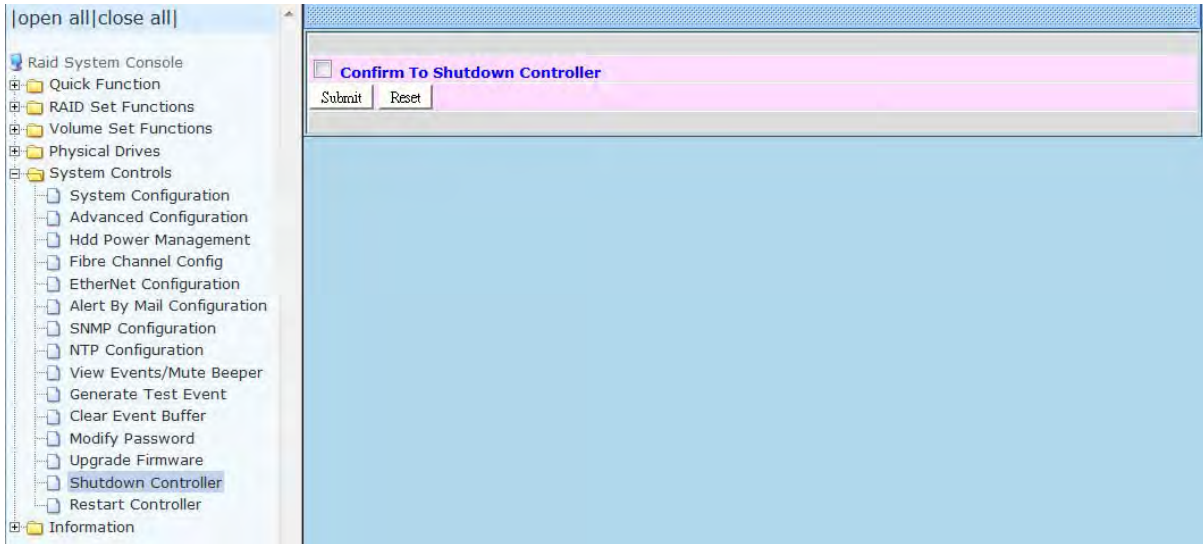 |open all|close all|
Raid System Console
Quick Function
RAID Set Functions
Volume Set Functions
Physical Drives
System Controls
System Configuration
Advanced Configuration
Hdd Power Management
Fibre Channel Config
EtherNet Configuration
Alert By Mail Configuration
SNMP Configuration
NTP Configuration
View Events/Mute Beeper
Generate Test Event
Clear Event Buffer
Modify Password
Upgrade Firmware
Shutdown Controller
Restart Controller
Information
Confirm To Shutdown Controller
Submit Reset